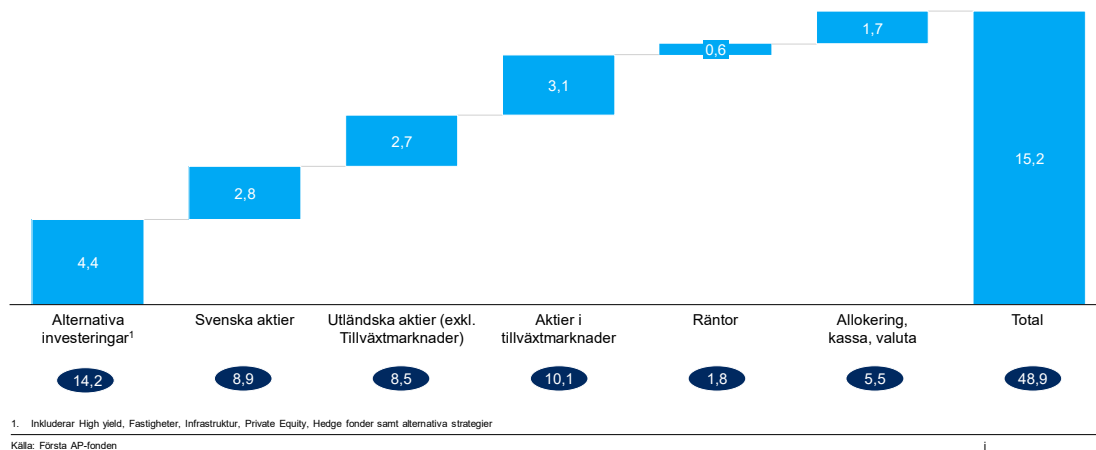 1,7
0,6
3,1
2,7
15,2
2,8
4,4
Alternativa investeringar¹
Svenska aktier
Utländska aktier (exkl. Tillväxtmarknader)
Aktier i tillväxtmarknader
Räntor
Allokering, kassa, valuta
Total
14,2
8,9
8,5
10,1
1,8
5,5
48,9
1. Inkluderar High yield, Fastigheter, Infrastruktur, Private Equity, Hedge fonder samt alternativa strategier
Källa: Första AP-fonden
i